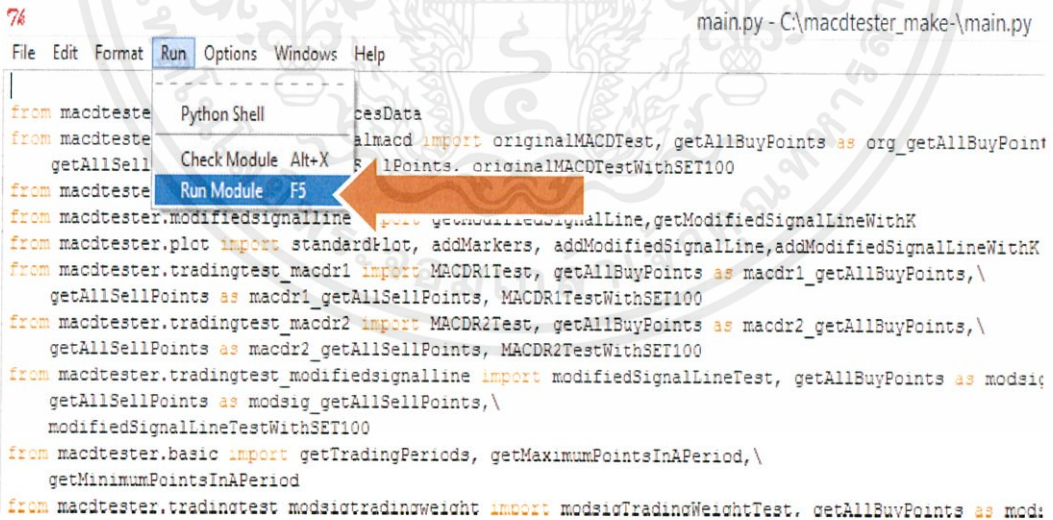 7%
main.py - C:\macdtester_make-\main.py
File Edit Format Run Options Windows Help
from macdteste Python Shell cesData
from macdteste almacd import originalMACDTest, getAllBuyPoints as org_getAllBuyPoint
getAllSell Check Module Alt+X llPoints, originalMACDTestWithSET100
from macdteste Run Module F5
from macdtester.modifiedsignalline import getModifiedSignalLine,getModifiedSignalLineWithK
from macdtester.plot import standardPlot, addMarkers, addModifiedSignalLine,addModifiedSignalLineWithK
from macdtester.tradingtest_macdr1 import MACDR1Test, getAllBuyPoints as macdr1_getAllBuyPoints,\
getAllSellPoints as macdr1_getAllSellPoints, MACDR1TestWithSET100
from macdtester.tradingtest_macdr2 import MACDR2Test, getAllBuyPoints as macdr2_getAllBuyPoints,\
getAllSellPoints as macdr2_getAllSellPoints, MACDR2TestWithSET100
from macdtester.tradingtest_modifiedsignalline import modifiedSignalLineTest, getAllBuyPoints as modsig
getAllSellPoints as modsig_getAllSellPoints,\
modifiedSignalLineTestWithSET100
from macdtester.basic import getTradingPeriods, getMaximumPointsInAPeriod,\
getMinimumPointsInAPeriod
from macdtester.tradingtest_modsigtradingweight import modsigTradingWeightTest, getAllBuyPoints as mods